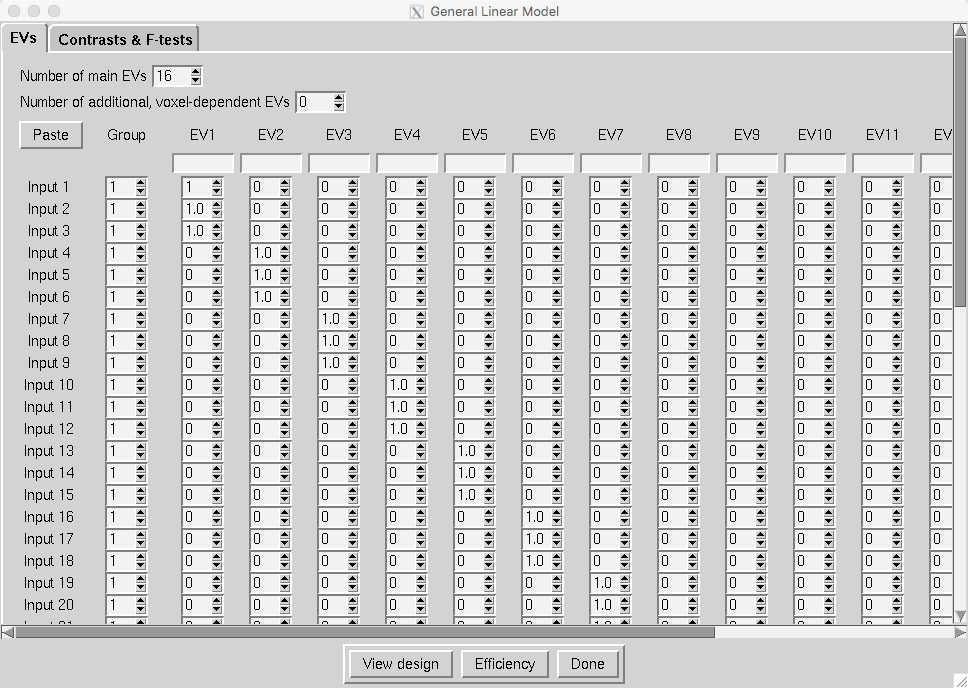 General Linear Model
EVs Contrasts & F-tests
Number of main EVs 16
Number of additional, voxel-dependent EVs 0
Paste Group EV1 EV2 EV3 EV4 EV5 EV6 EV7 EV8 EV9 EV10 EV11 EV
Input 1 1 1 0 0 0 0 0 0 0 0 0 0 0
Input 2 1 1.0 0 0 0 0 0 0 0 0 0 0 0
Input 3 1 1.0 0 0 0 0 0 0 0 0 0 0 0
Input 4 1 0 1.0 0 0 0 0 0 0 0 0 0 0
Input 5 1 0 1.0 0 0 0 0 0 0 0 0 0 0
Input 6 1 0 1.0 0 0 0 0 0 0 0 0 0 0
Input 7 1 0 0 1.0 0 0 0 0 0 0 0 0 0
Input 8 1 0 0 1.0 0 0 0 0 0 0 0 0 0
Input 9 1 0 0 1.0 0 0 0 0 0 0 0 0 0
Input 10 1 0 0 0 1.0 0 0 0 0 0 0 0 0
Input 11 1 0 0 0 1.0 0 0 0 0 0 0 0 0
Input 12 1 0 0 0 1.0 0 0 0 0 0 0 0 0
Input 13 1 0 0 0 0 1.0 0 0 0 0 0 0 0
Input 14 1 0 0 0 0 1.0 0 0 0 0 0 0 0
Input 15 1 0 0 0 0 1.0 0 0 0 0 0 0 0
Input 16 1 0 0 0 0 0 1.0 0 0 0 0 0 0
Input 17 1 0 0 0 0 0 1.0 0 0 0 0 0 0
Input 18 1 0 0 0 0 0 1.0 0 0 0 0 0 0
Input 19 1 0 0 0 0 0 0 1.0 0 0 0 0 0
Input 20 1 0 0 0 0 0 0 1.0 0 0 0 0 0
View design Efficiency Done